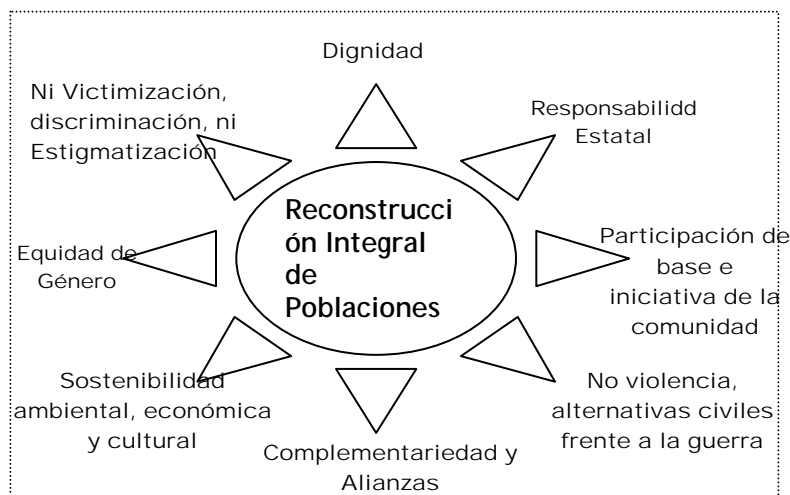 Dignidad
Ni Victimización,
discriminación, ni
Estigmatización
Responsabilidd
Estatal
Reconstrucci
ón Integral
de
Poblaciones
Equidad de
Género
Participación de
base e
iniciativa de la
comunidad
Sostenibilidad
ambiental, económica
y cultural
No violencia,
alternativas civiles
frente a la guerra
Complementariedad y
Alianzas